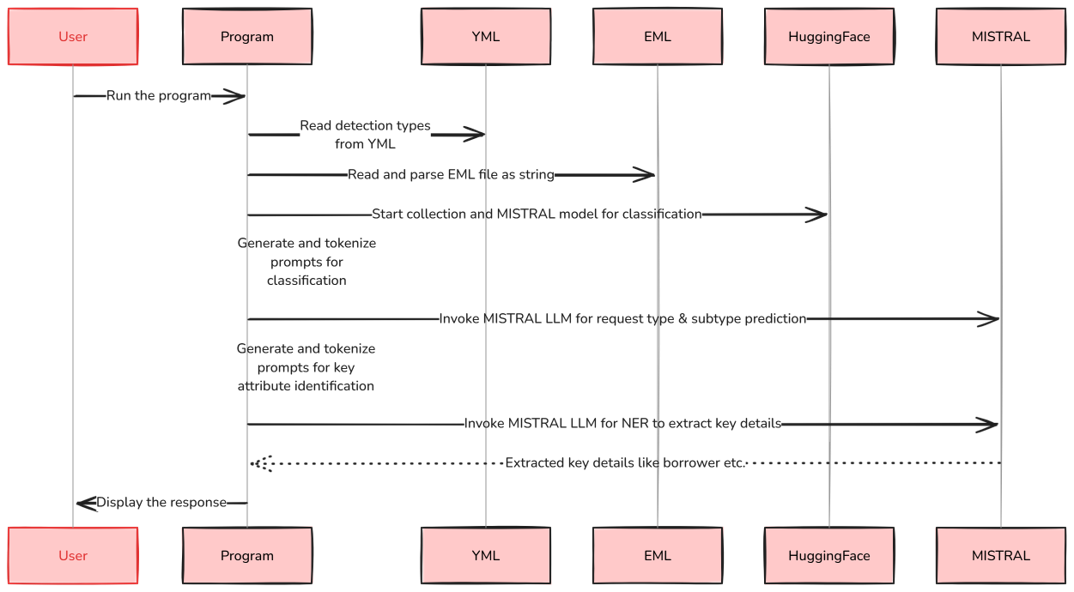 User
Program
YML
EML
HuggingFace
MISTRAL
Run the program
Read detection types
from YML
Read and parse EML file as string
Start collection and MISTRAL model for classification
Generate and tokenize
prompts for
classification
Invoke MISTRAL LLM for request type & subtype prediction
Generate and tokenize
prompts for key
attribute identification
Invoke MISTRAL LLM for NER to extract key details
Extracted key details like borrower etc.
Display the response
User
Program
YML
EML
HuggingFace
MISTRAL